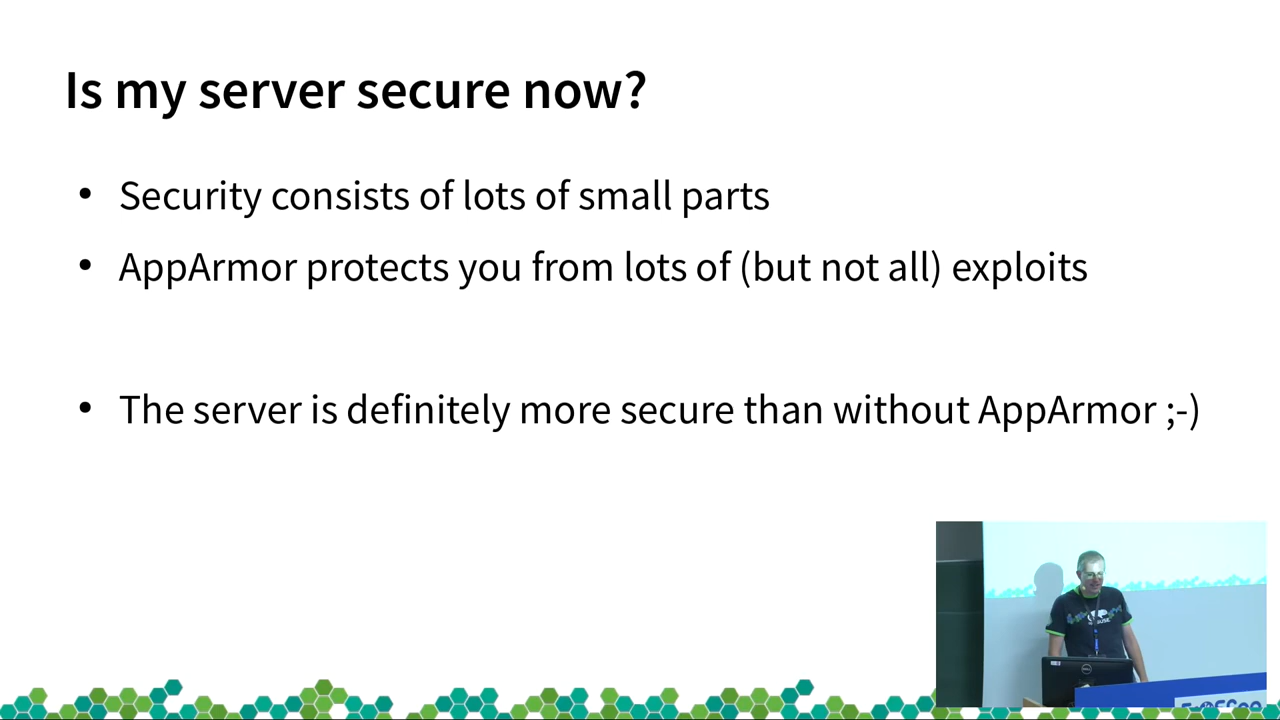 Is my server secure now?
• Security consists of lots of small parts
• AppArmor protects you from lots of (but not all) exploits
• The server is definitely more secure than without AppArmor ;-)
DELL